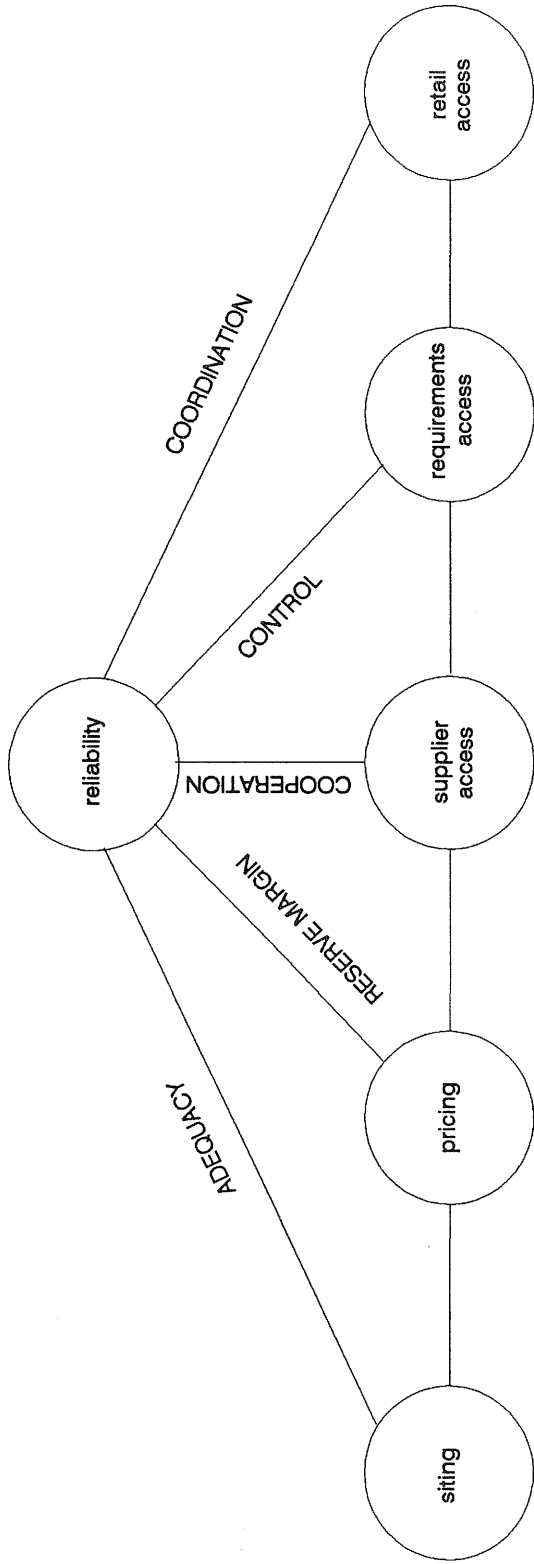 reliability
ADEQUACY
RESERVE MARGIN
COOPERATION
CONTROL
COORDINATION
siting
pricing
supplier
access
requirements
access
retail
access